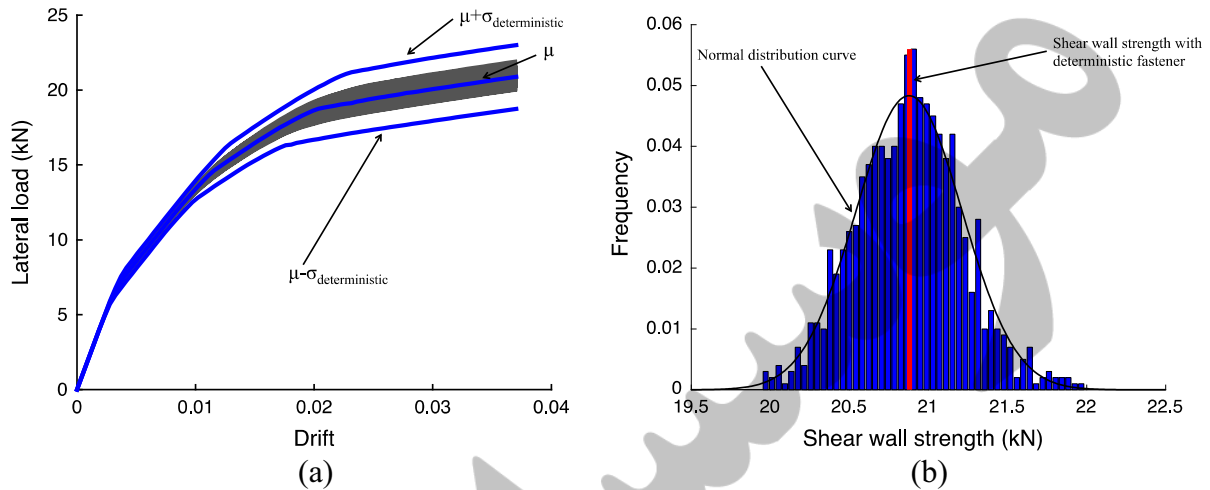 25
20
15
10
5
0
0
0.01
0.02
0.03
0.04
Lateral load (kN)
Drift
μ+σdeterministic
μ
μ-σdeterministic
(a)
0.06
0.05
0.04
0.03
0.02
0.01
0
19.5
20
20.5
21
21.5
22
22.5
Frequency
Shear wall strength (kN)
Normal distribution curve
Shear wall strength with
deterministic fastener
(b)